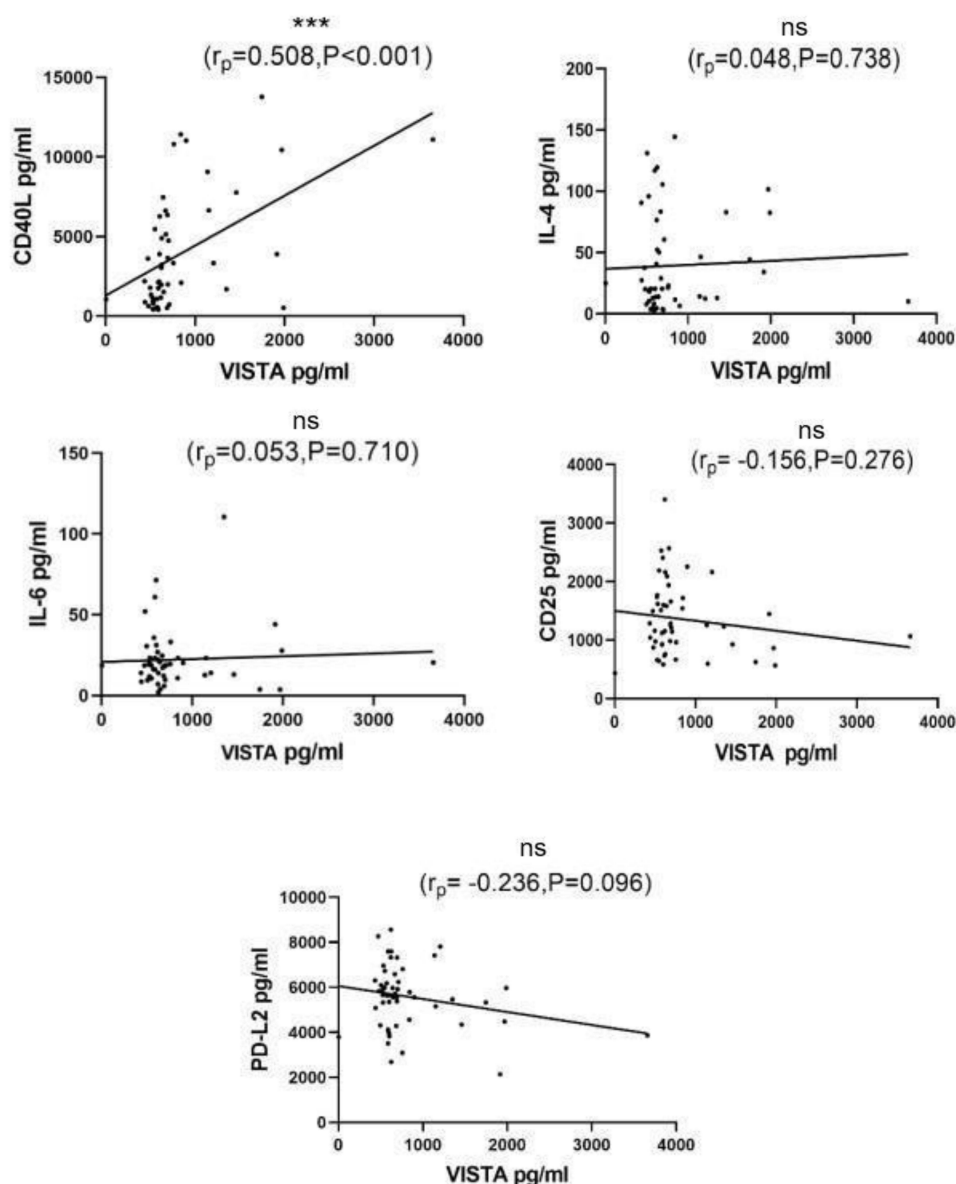 ***
(rp=0.508,P<0.001)
15000
10000
5000
0
CD40L pg/ml
0 1000 2000 3000 4000
VISTA pg/ml
ns
(rp=0.048,P=0.738)
200
150
100
50
0
IL-4 pg/ml
0 1000 2000 3000 4000
VISTA pg/ml
ns
(rp=0.053,P=0.710)
150
100
50
0
IL-6 pg/ml
0 1000 2000 3000 4000
VISTA pg/ml
ns
(rp= -0.156,P=0.276)
4000
3000
2000
1000
0
CD25 pg/ml
0 1000 2000 3000 4000
VISTA pg/ml
ns
(rp= -0.236,P=0.096)
10000
8000
6000
4000
2000
0
PD-L2 pg/ml
0 1000 2000 3000 4000
VISTA pg/ml